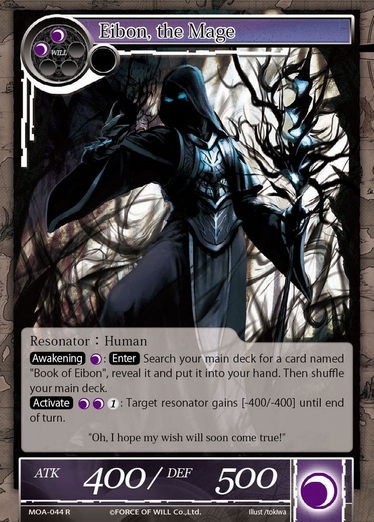 Eibon, the Mage
WILL
Resonator : Human
Awakening : Enter Search your main deck for a card named
"Book of Eibon", reveal it and put it into your hand. Then shuffle
your main deck.
Activate 1 : Target resonator gains [-400/-400] until end
of turn.
"Oh, I hope my wish will soon come true!"
ATK 400/ DEF 500
MOA-044 R ©FORCE OF WILL Co.,Ltd. Illust /tokiwa